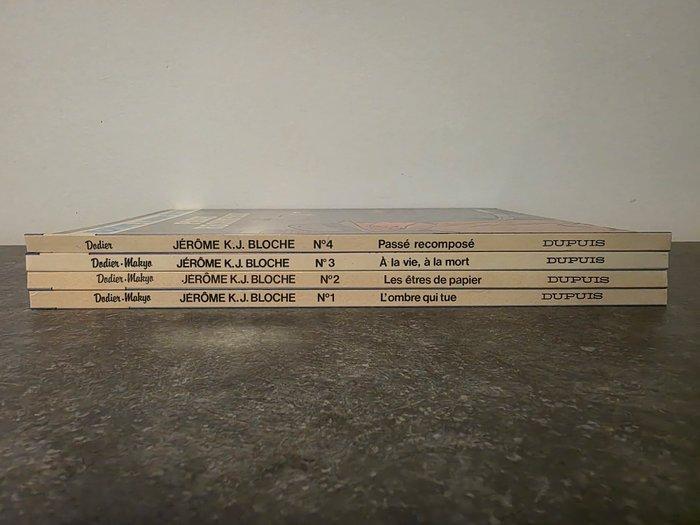 Dodier JÉRÔME K.J. BLOCHE N°4 Passé recomposé DUPUIS
Dodier-Makyo JÉRÔME K.J. BLOCHE N°3 À la vie, à la mort DUPUIS
Dodier-Makyo JÉRÔME K.J. BLOCHE N°2 Les êtres de papier DUPUIS
Dodier-Makyo JÉRÔME K.J. BLOCHE N°1 L'ombre qui tue DUPUIS